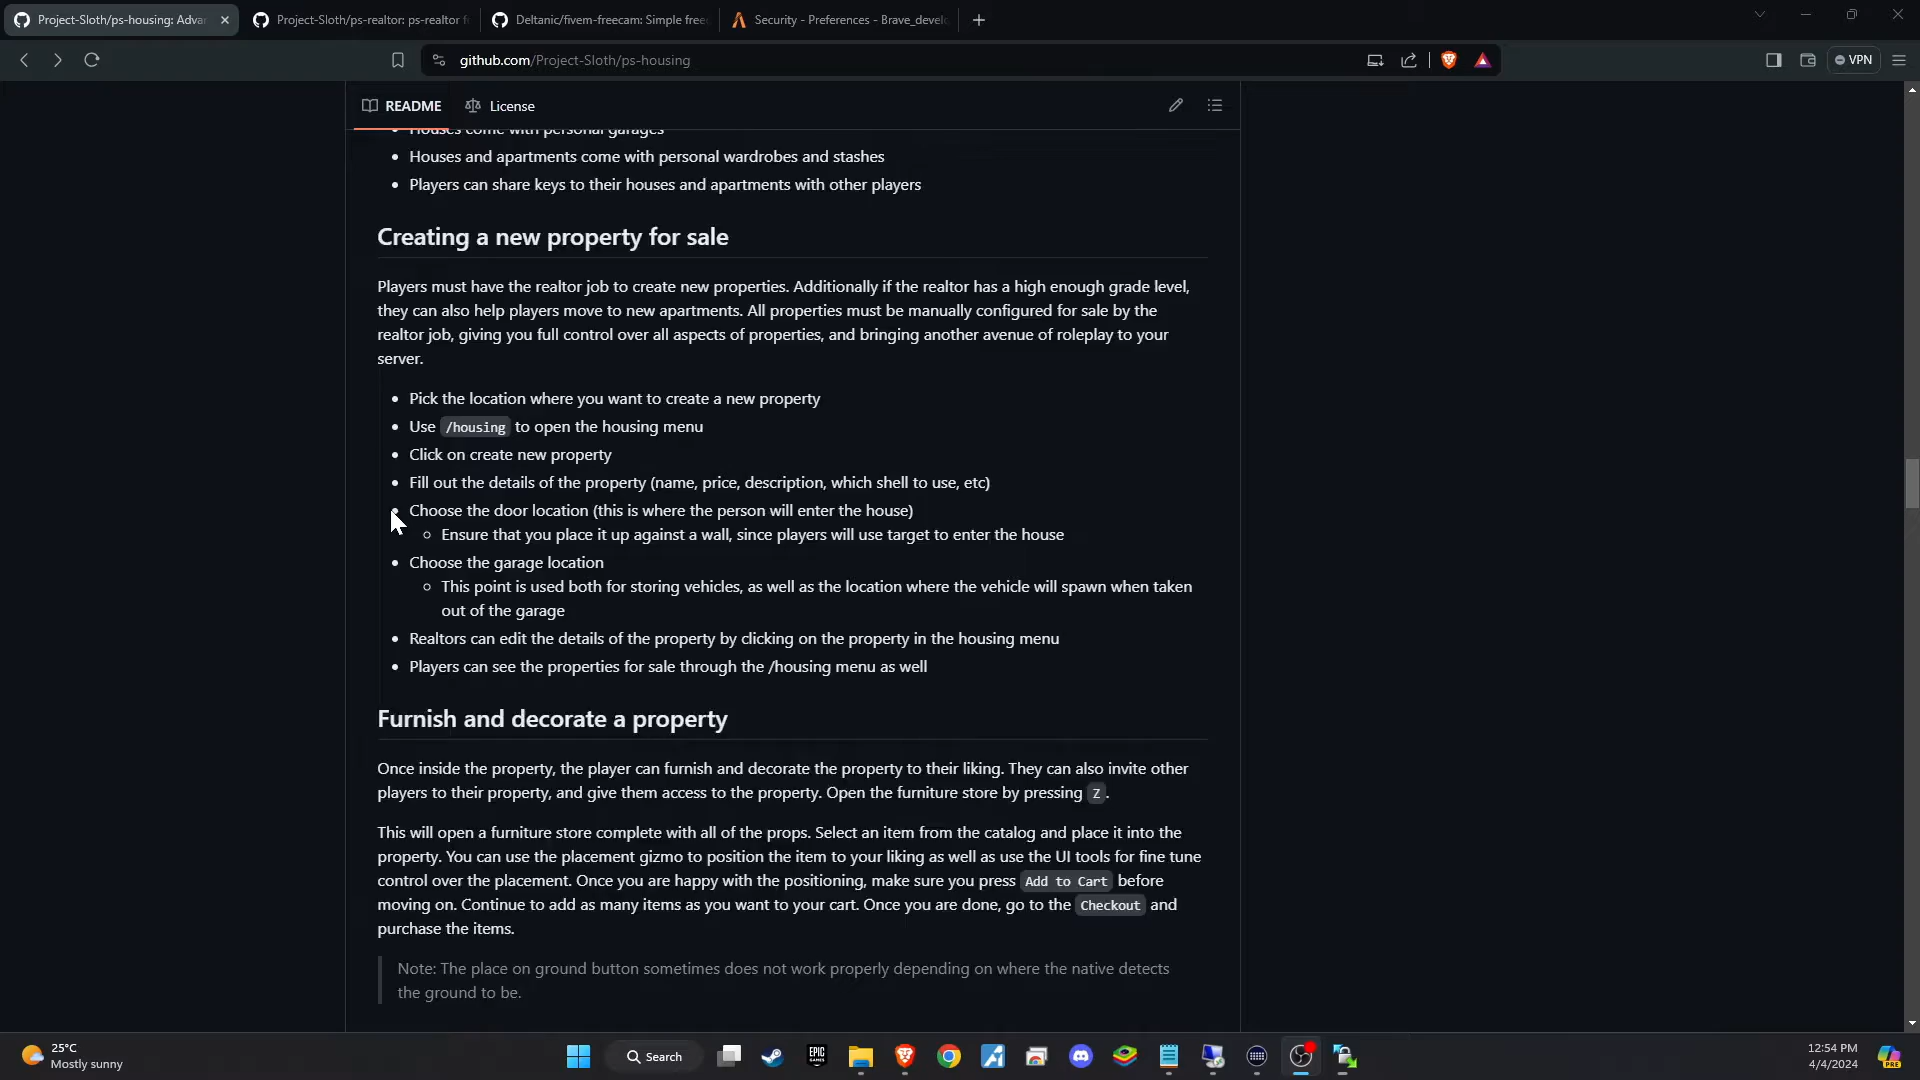 Project-Sloth/ps-housing: Adva
Project-Sloth/ps-realtor: ps-realtor f
Deltanic/fivem-freecam: Simple free
Security - Preferences - Brave_devel
github.com/Project-Sloth/ps-housing
VPN
README
License
Houses come with personal garages
Houses and apartments come with personal wardrobes and stashes
Players can share keys to their houses and apartments with other players
Creating a new property for sale
Players must have the realtor job to create new properties. Additionally if the realtor has a high enough grade level,
they can also help players move to new apartments. All properties must be manually configured for sale by the
realtor job, giving you full control over all aspects of properties, and bringing another avenue of roleplay to your
server.
Pick the location where you want to create a new property
Use /housing to open the housing menu
Click on create new property
Fill out the details of the property (name, price, description, which shell to use, etc)
Choose the door location (this is where the person will enter the house)
Ensure that you place it up against a wall, since players will use target to enter the house
Choose the garage location
This point is used both for storing vehicles, as well as the location where the vehicle will spawn when taken
out of the garage
Realtors can edit the details of the property by clicking on the property in the housing menu
Players can see the properties for sale through the /housing menu as well
Furnish and decorate a property
Once inside the property, the player can furnish and decorate the property to their liking. They can also invite other
players to their property, and give them access to the property. Open the furniture store by pressing Z.
This will open a furniture store complete with all of the props. Select an item from the catalog and place it into the
property. You can use the placement gizmo to position the item to your liking as well as use the UI tools for fine tune
control over the placement. Once you are happy with the positioning, make sure you press Add to Cart before
moving on. Continue to add as many items as you want to your cart. Once you are done, go to the Checkout and
purchase the items.
Note: The place on ground button sometimes does not work properly depending on where the native detects
the ground to be.
25°C
Mostly sunny
Search
EPIC
GAMES
PRE
12:54 PM
4/4/2024